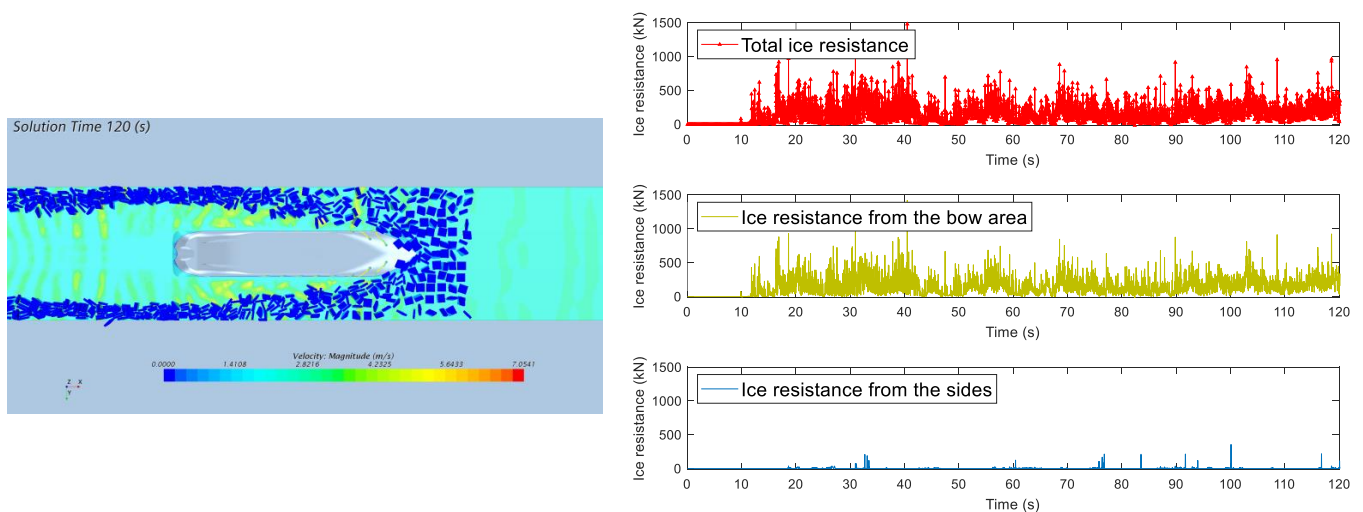 Solution Time 120 (s)
Velocity: Magnitude (m/s)
0.0000 1.4108 2.8216 4.2325 5.6433 7.0541
Z X
Y
1500
1000
500
0
Ice resistance (kN)
Total ice resistance
0 10 20 30 40 50 60 70 80 90 100 110 120
Time (s)
1500
1000
500
0
Ice resistance (kN)
Ice resistance from the bow area
0 10 20 30 40 50 60 70 80 90 100 110 120
Time (s)
1500
1000
500
0
Ice resistance (kN)
Ice resistance from the sides
0 10 20 30 40 50 60 70 80 90 100 110 120
Time (s)